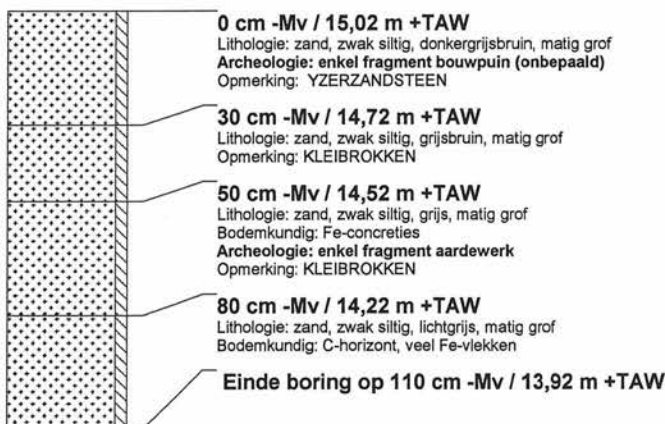 0 cm -Mv / 15,02 m +TAW
Lithologie: zand, zwak siltig, donkergrijsbruin, matig grof
Archeologie: enkel fragment bouwpuin (onbepaald)
Opmerking: YZERZANDSTEEN
30 cm -Mv / 14,72 m +TAW
Lithologie: zand, zwak siltig, grijsbruin, matig grof
Opmerking: KLEIBROKKEN
50 cm -Mv / 14,52 m +TAW
Lithologie: zand, zwak siltig, grijs, matig grof
Bodemkundig: Fe-concreties
Archeologie: enkel fragment aardewerk
Opmerking: KLEIBROKKEN
80 cm -Mv / 14,22 m +TAW
Lithologie: zand, zwak siltig, lichtgrijs, matig grof
Bodemkundig: C-horizont, veel Fe-vlekken
Einde boring op 110 cm -Mv / 13,92 m +TAW